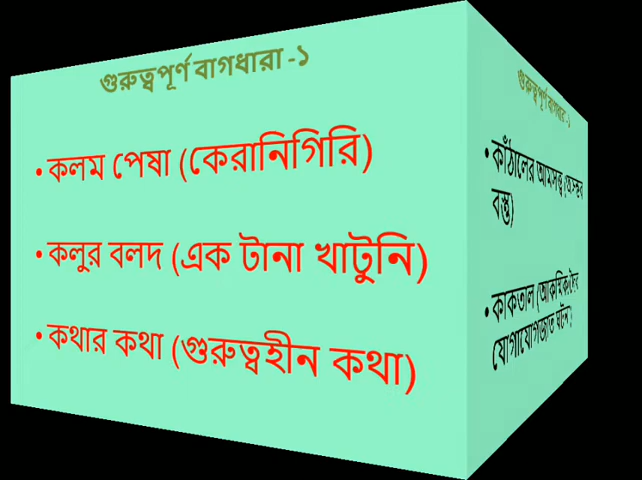 গুরুত্বপূর্ণ বাগধারা -১
• কলম পেষা (কেরানিগিরি)
• কলুর বলদ (এক টানা খাটুনি)
• কথার কথা (গুরুত্বহীন কথা)
গুরুত্বপূর্ণ বাগধারা -১
• কাঁঠালের আমসত্ত্ব (অসম্ভব
বস্তু)
• কাকতাল (আকস্মিক/দৈব
যোগাযোগজাত ঘটনা)